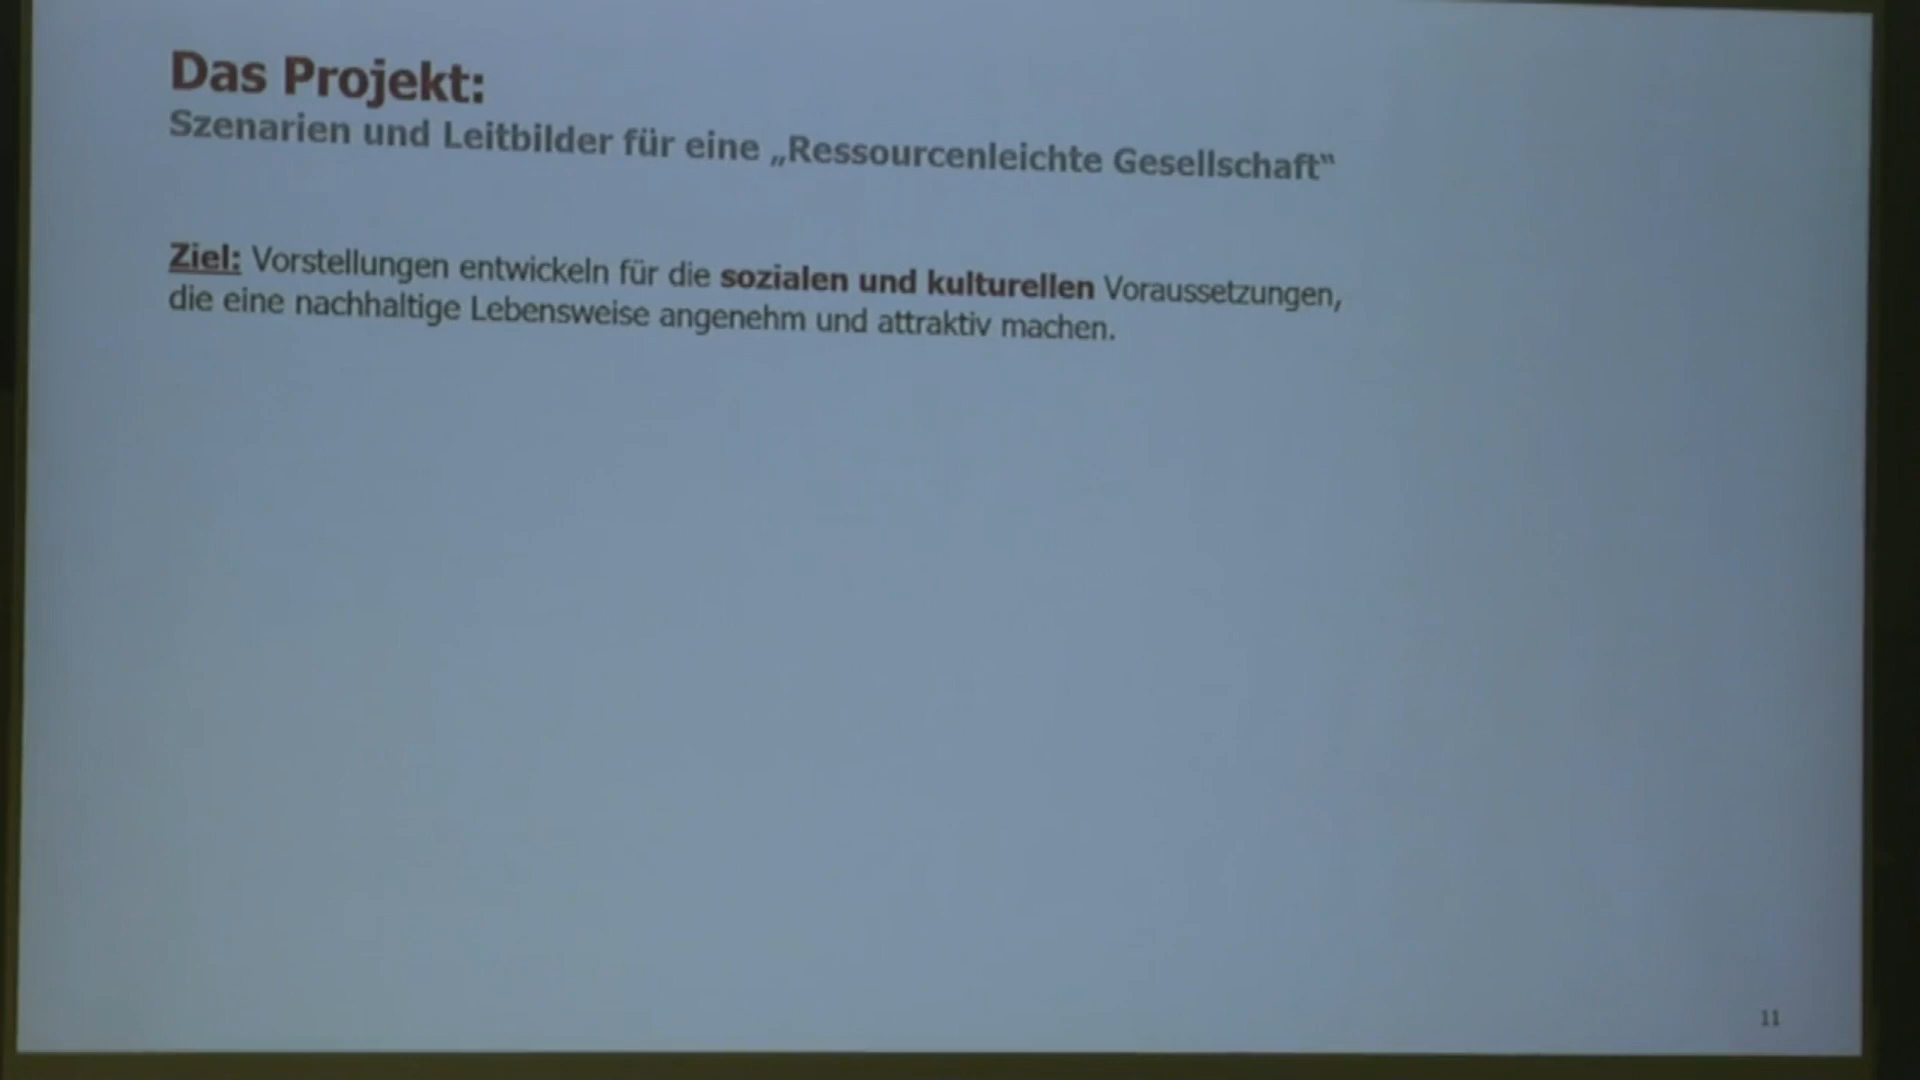 Das Projekt:
Szenarien und Leitbilder für eine „Ressourcenleichte Gesellschaft“
Ziel: Vorstellungen entwickeln für die sozialen und kulturellen Voraussetzungen,
die eine nachhaltige Lebensweise angenehm und attraktiv machen.
11